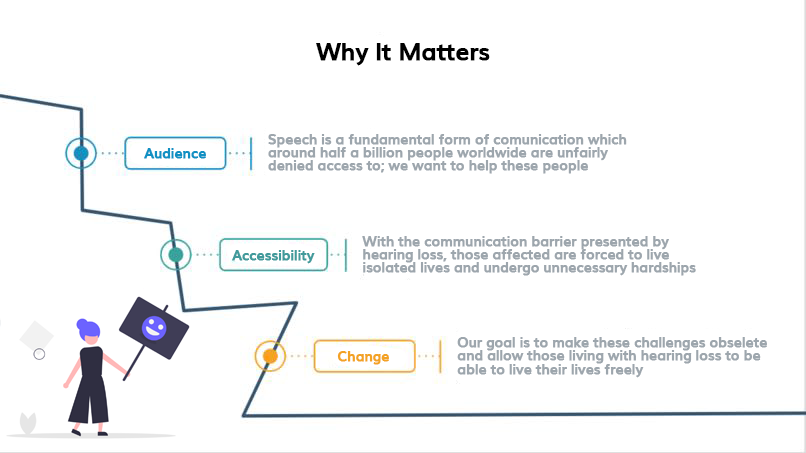 Why It Matters
Audience
Speech is a fundamental form of comunication which
around half a billion people worldwide are unfairly
denied access to; we want to help these people
Accessibility
With the communication barrier presented by
hearing loss, those affected are forced to live
isolated lives and undergo unnecessary hardships
Change
Our goal is to make these challenges obselete
and allow those living with hearing loss to be
able to live their lives freely